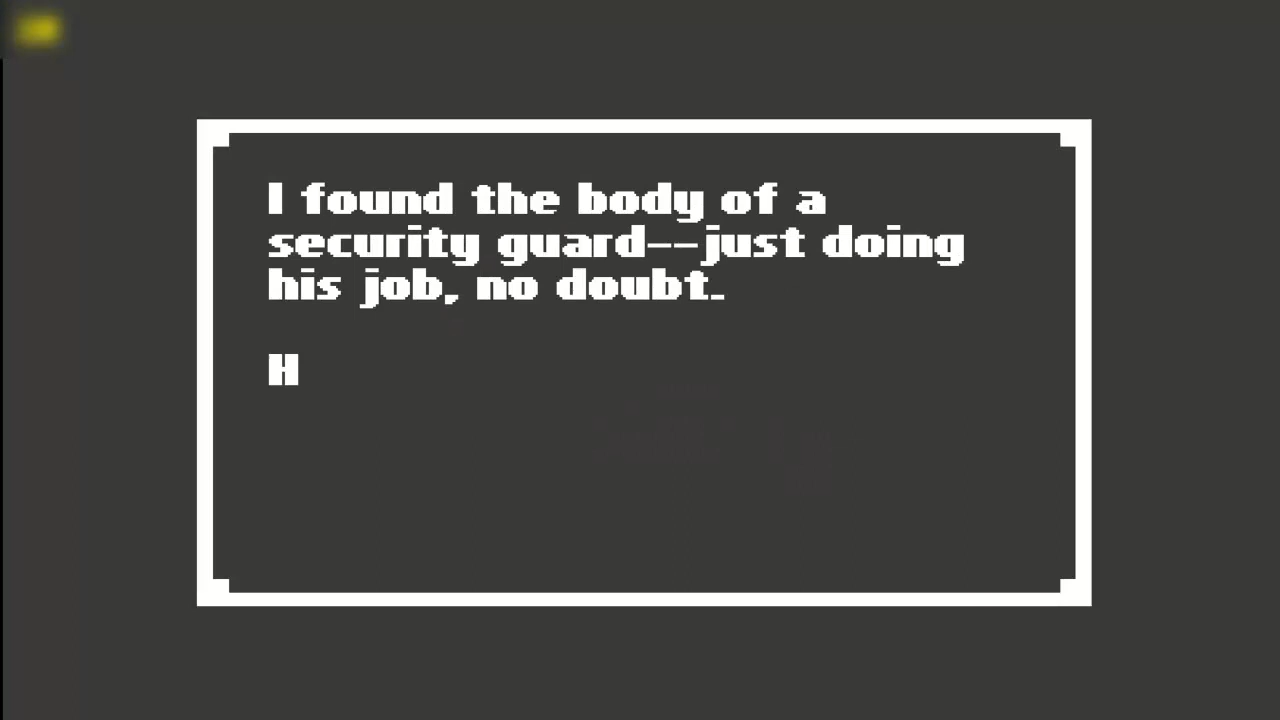 I found the body of a
security guard--just doing
his job, no doubt.
H